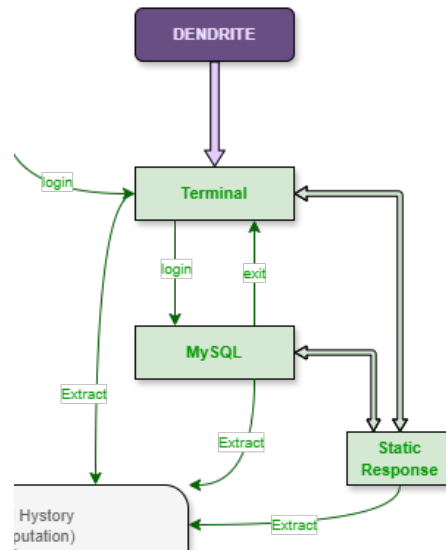 DENDRITE
login
Terminal
login
exit
MySQL
Extract
Extract
Static
Response
Hystory
putation)
Extract